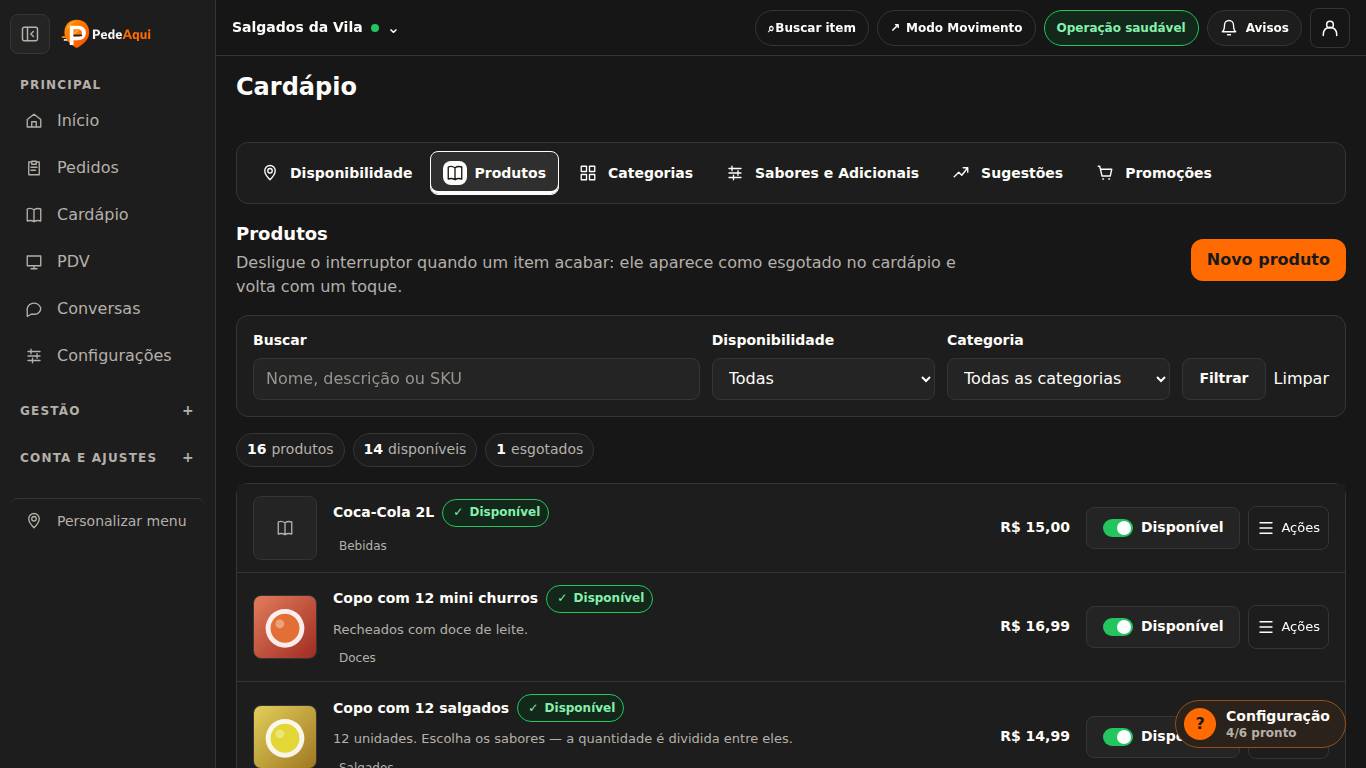 PedeAqui
PRINCIPAL
Início
Pedidos
Cardápio
PDV
Conversas
Configurações
GESTÃO +
CONTA E AJUSTES +
Personalizar menu
Salgados da Vila
Buscar item
Modo Movimento
Operação saudável
Avisos
Cardápio
Disponibilidade
Produtos
Categorias
Sabores e Adicionais
Sugestões
Promoções
Produtos
Desligue o interruptor quando um item acabar: ele aparece como esgotado no cardápio e
volta com um toque.
Novo produto
Buscar
Disponibilidade
Categoria
Nome, descrição ou SKU
Todas
Todas as categorias
Filtrar
Limpar
16 produtos
14 disponíveis
1 esgotados
Coca-Cola 2L
✓ Disponível
Bebidas
R$ 15,00
Disponível
Ações
Copo com 12 mini churros
✓ Disponível
Recheados com doce de leite.
Doces
R$ 16,99
Disponível
Ações
Copo com 12 salgados
✓ Disponível
12 unidades. Escolha os sabores — a quantidade é dividida entre eles.
Salgados
R$ 14,99
?
Configuração
4/6 pronto